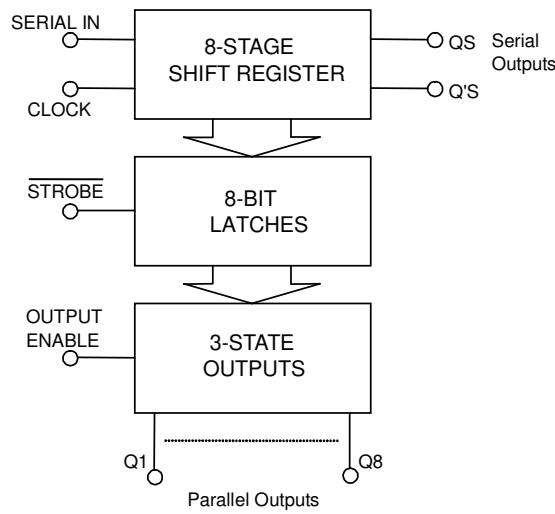 SERIAL IN
CLOCK
8-STAGE
SHIFT REGISTER
QS
Q'S
Serial
Outputs
STROBE
8-BIT
LATCHES
OUTPUT
ENABLE
3-STATE
OUTPUTS
Q1
Q8
Parallel Outputs